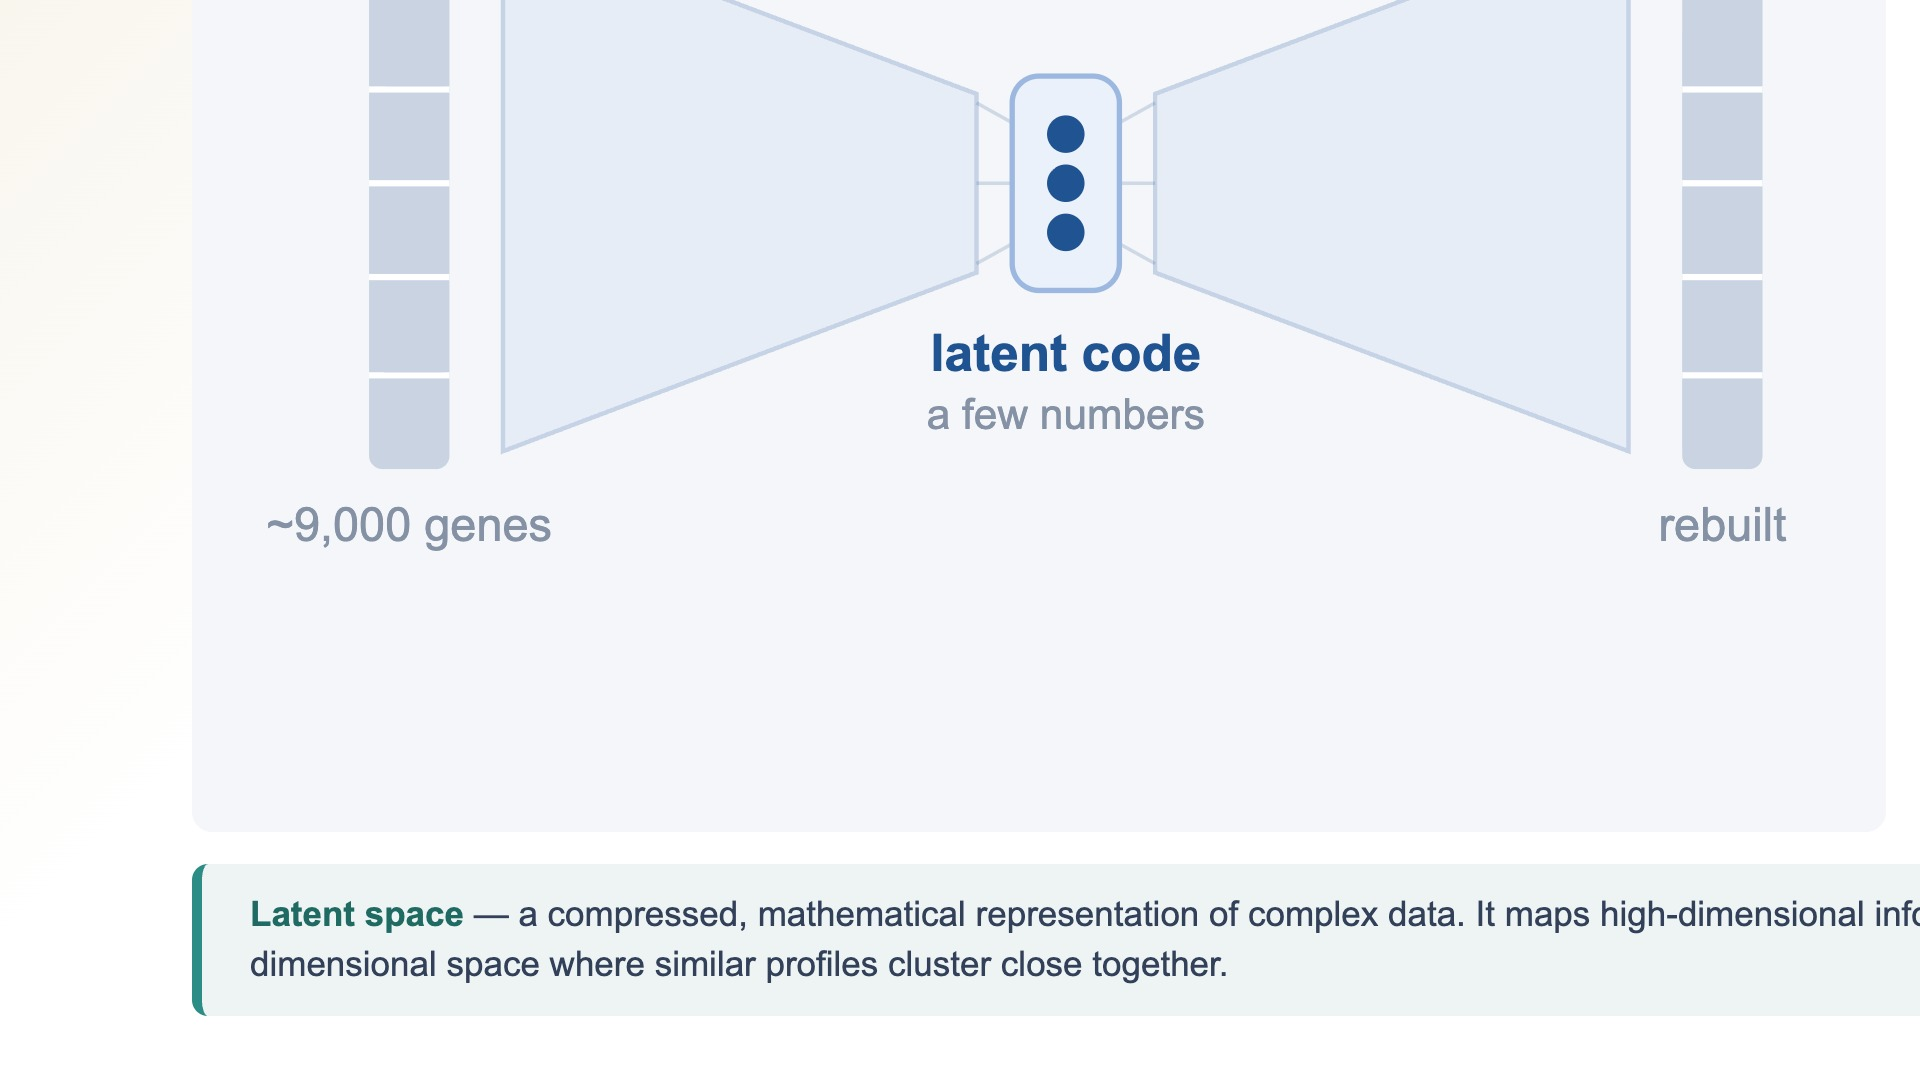 latent code
a few numbers
~9,000 genes
rebuilt
Latent space — a compressed, mathematical representation of complex data. It maps high-dimensional
dimensional space where similar profiles cluster close together.